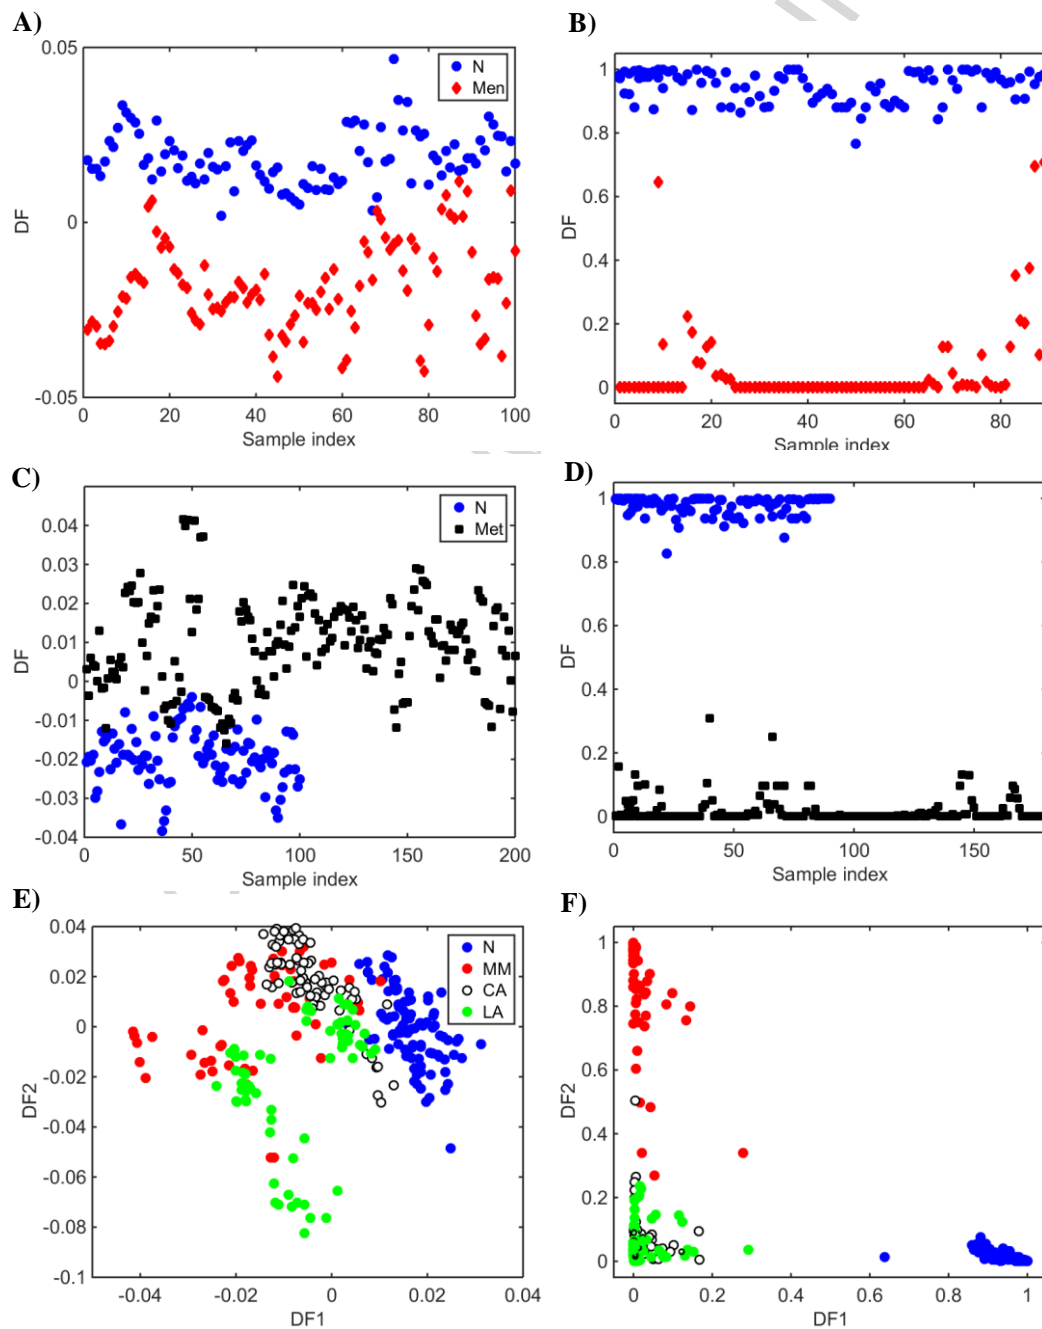 A)
0.05
0
-0.05
DF
N
Men
0 20 40 60 80 100
Sample index
B)
1
0.8
0.6
0.4
0.2
0
DF
0 20 40 60 80
Sample index
C)
0.04
0.03
0.02
0.01
0
-0.01
-0.02
-0.03
-0.04
DF
N
Met
0 50 100 150 200
Sample index
D)
1
0.8
0.6
0.4
0.2
0
DF
0 50 100 150
Sample index
E)
0.04
0.02
0
-0.02
-0.04
-0.06
-0.08
-0.1
DF2
N
MM
CA
LA
-0.04 -0.02 0 0.02 0.04
DF1
F)
1
0.8
0.6
0.4
0.2
0
DF2
0 0.2 0.4 0.6 0.8 1
DF1